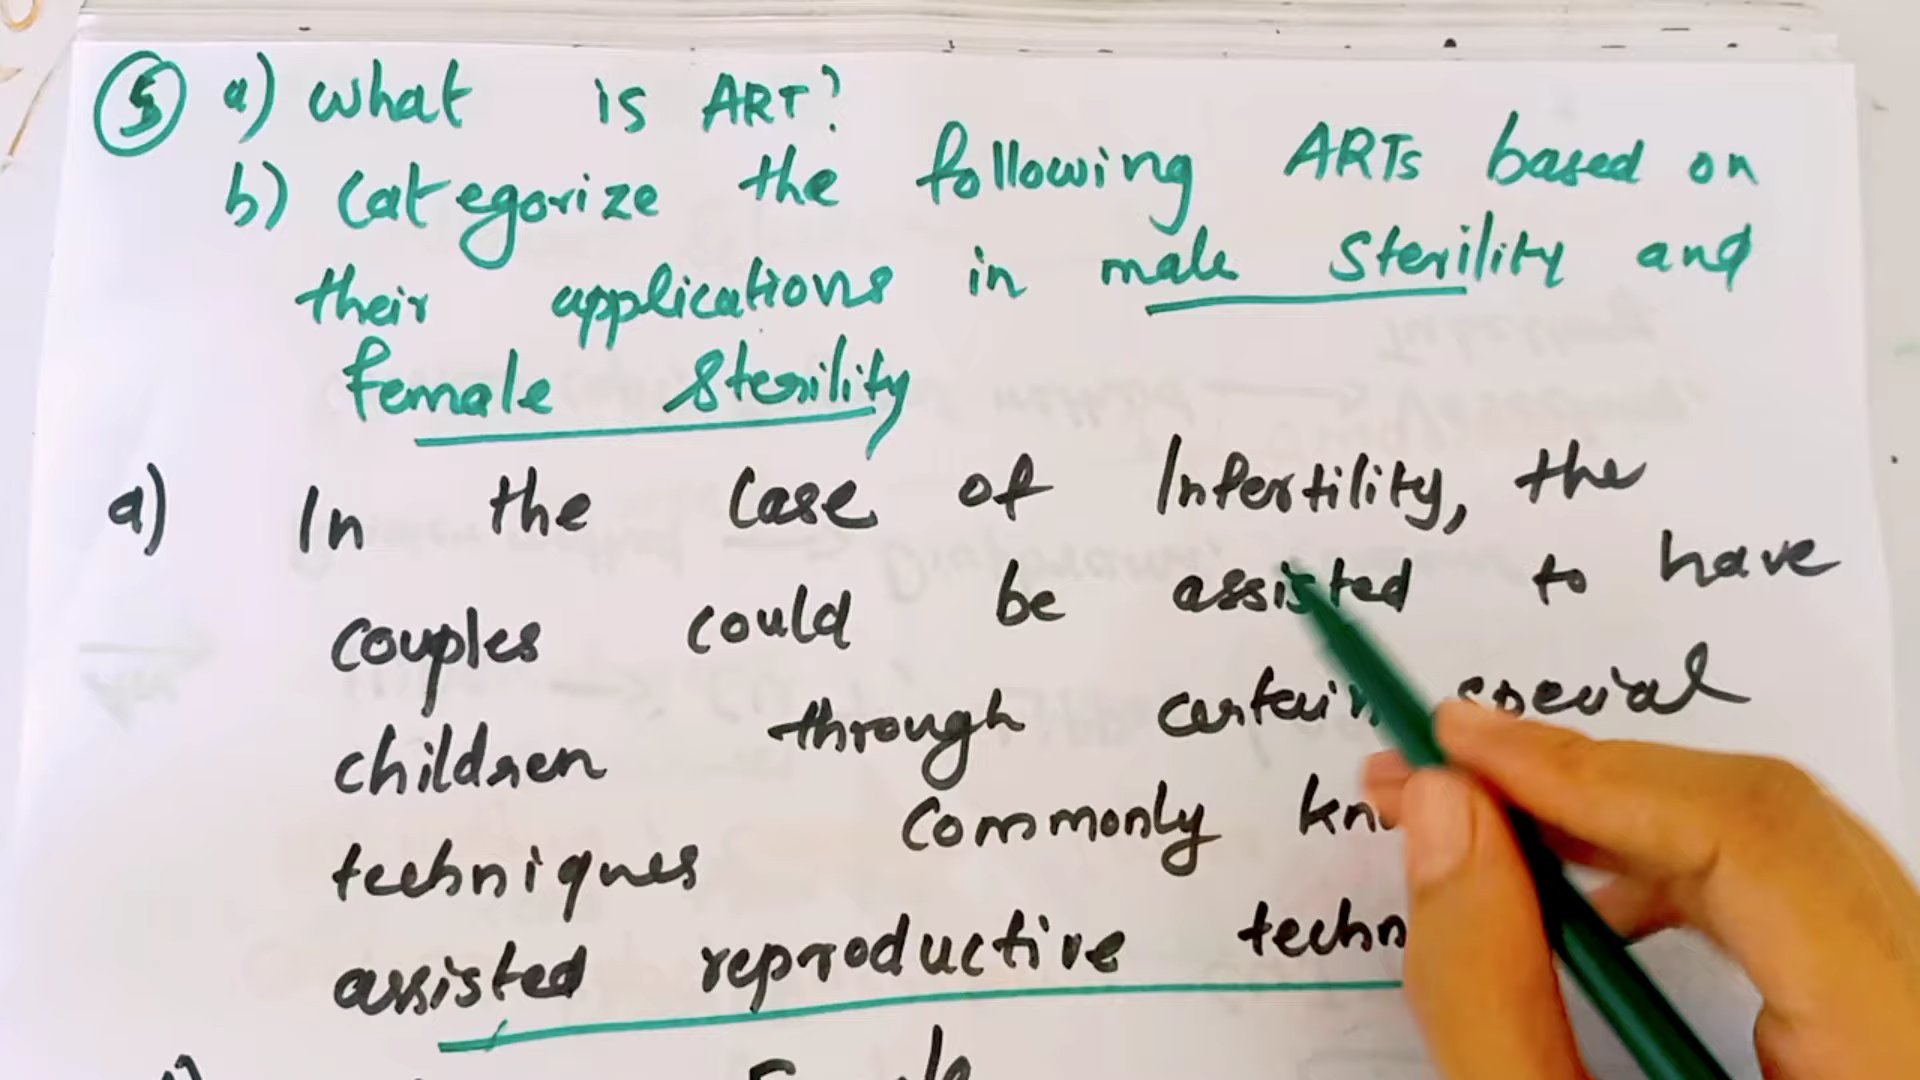 5 a) What is ART?
b) Categorize the following ARTs based on
their applications in male sterility and
female sterility
a) In the case of Infertility, the
couples could be assisted to have
children through certain special
techniques commonly
assisted reproductive